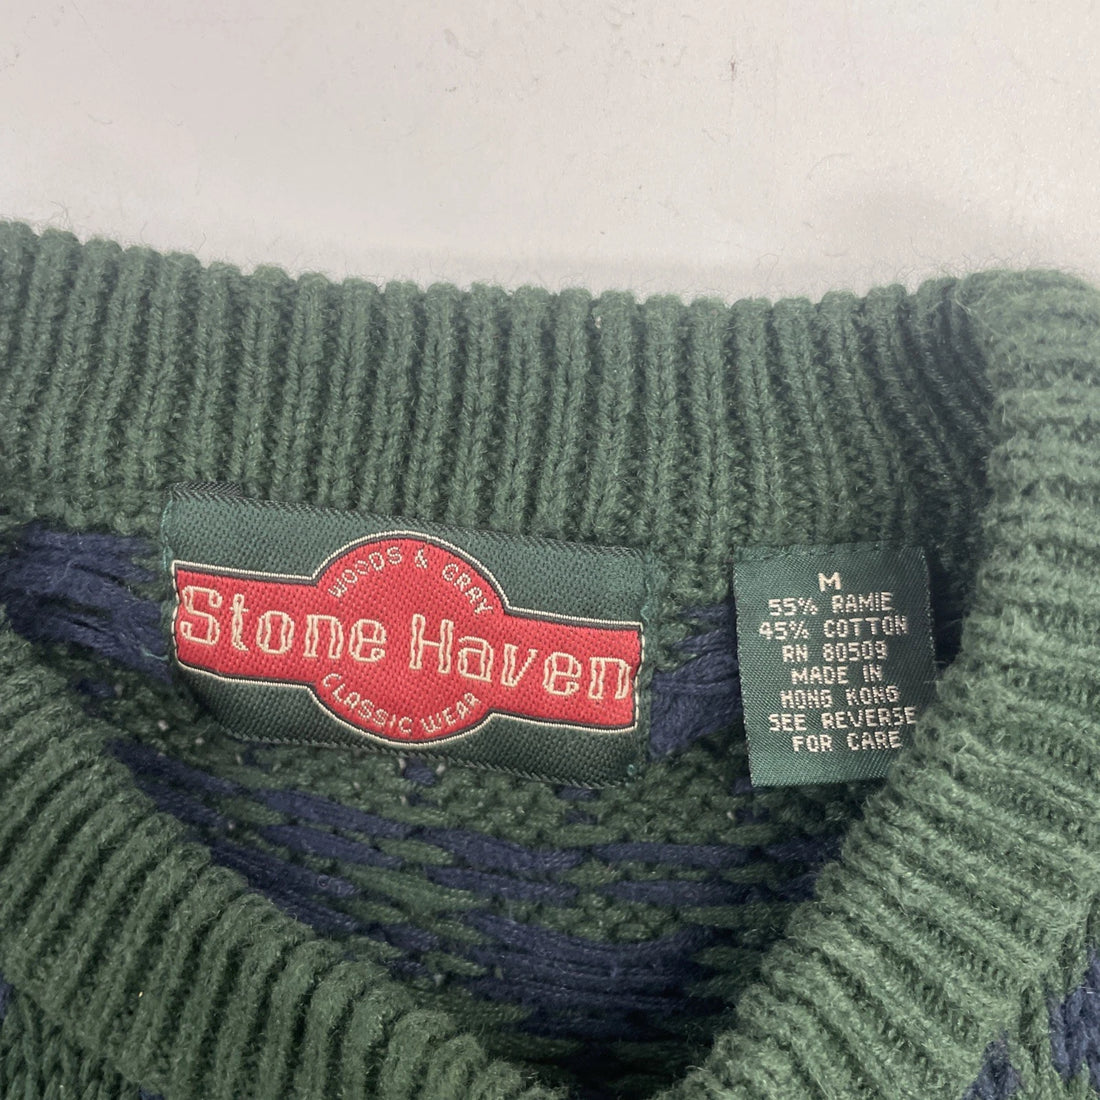 WOODS & GRAY
Stone Haven
CLASSIC WEAR
M
55% RAMIE
45% COTTON
RN 80509
MADE IN
HONG KONG
SEE REVERSE
FOR CARE